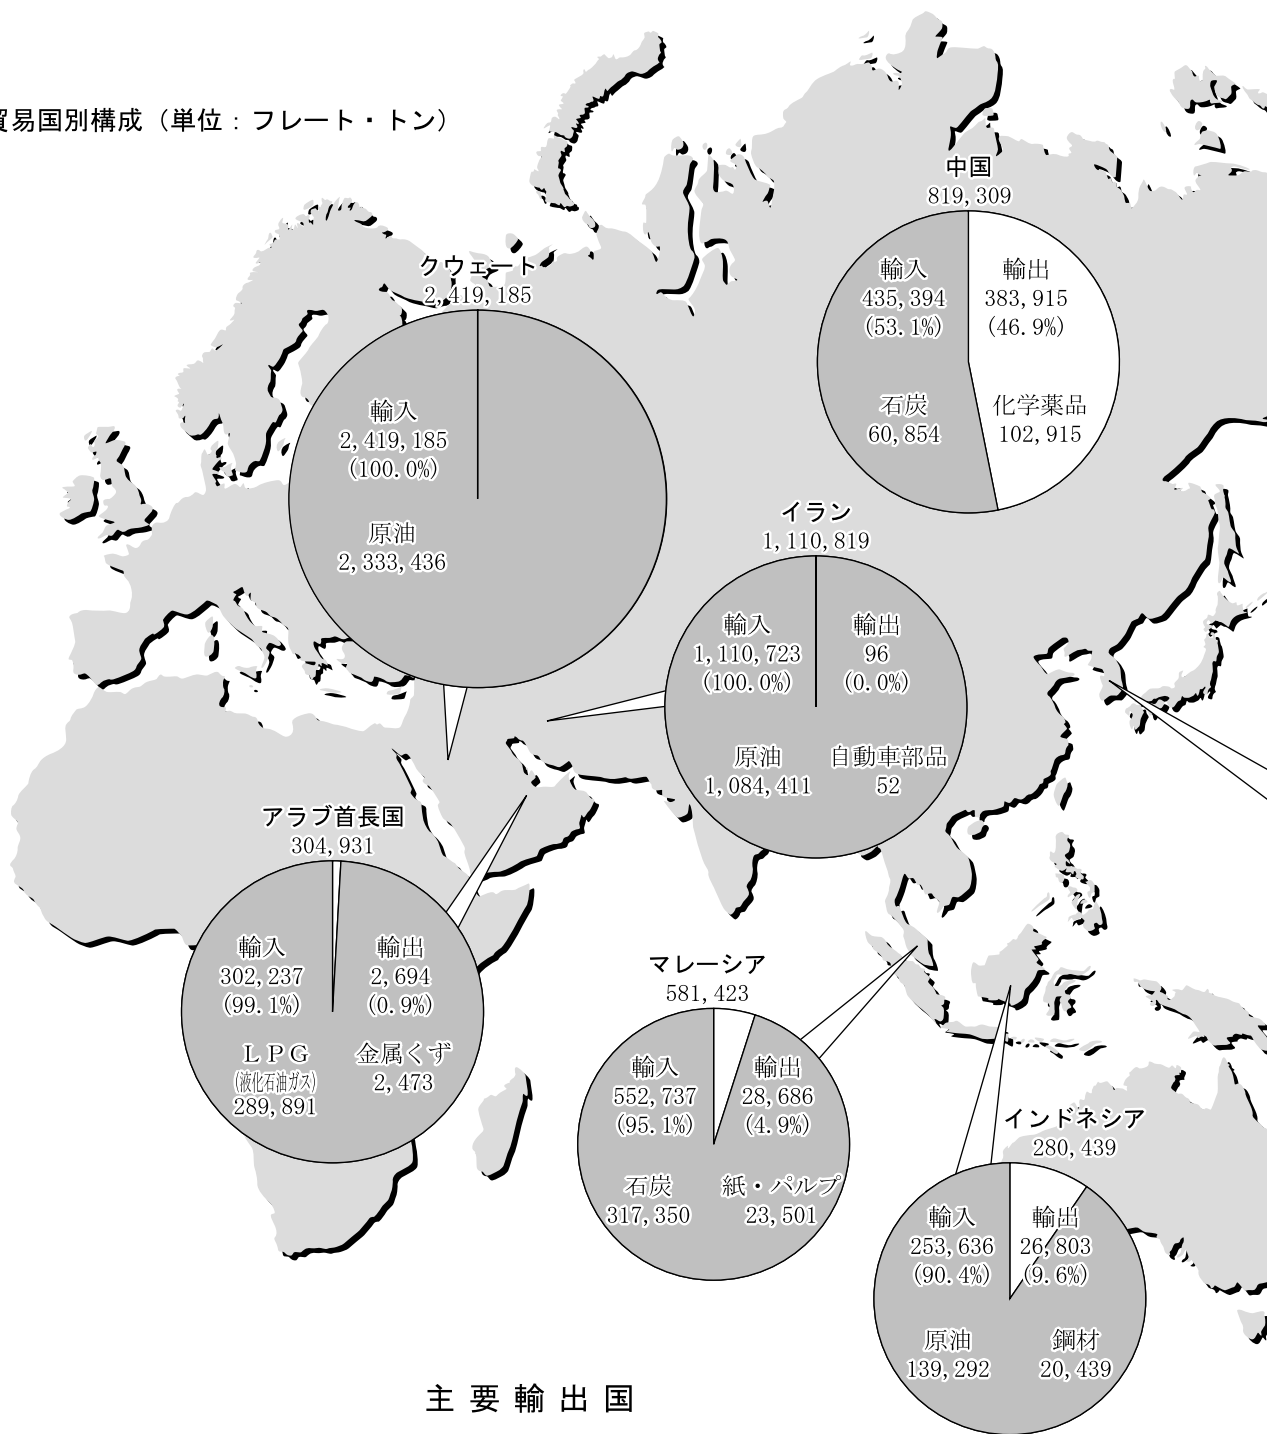 貿易国別構成（単位：フレート・トン）
中国
819,309
輸入
435,394
(53.1%)
石炭
60,854
輸出
383,915
(46.9%)
化学薬品
102,915
クウェート
2,419,185
輸入
2,419,185
(100.0%)
原油
2,333,436
イラン
1,110,819
輸入
1,110,723
(100.0%)
原油
1,084,411
輸出
96
(0.0%)
自動車部品
52
アラブ首長国
304,931
輸入
302,237
(99.1%)
ＬＰＧ
(液化石油ガス)
289,891
輸出
2,694
(0.9%)
金属くず
2,473
マレーシア
581,423
輸入
552,737
(95.1%)
石炭
317,350
輸出
28,686
(4.9%)
紙・パルプ
23,501
インドネシア
280,439
輸入
253,636
(90.4%)
原油
139,292
輸出
26,803
(9.6%)
鋼材
20,439
主要輸出国